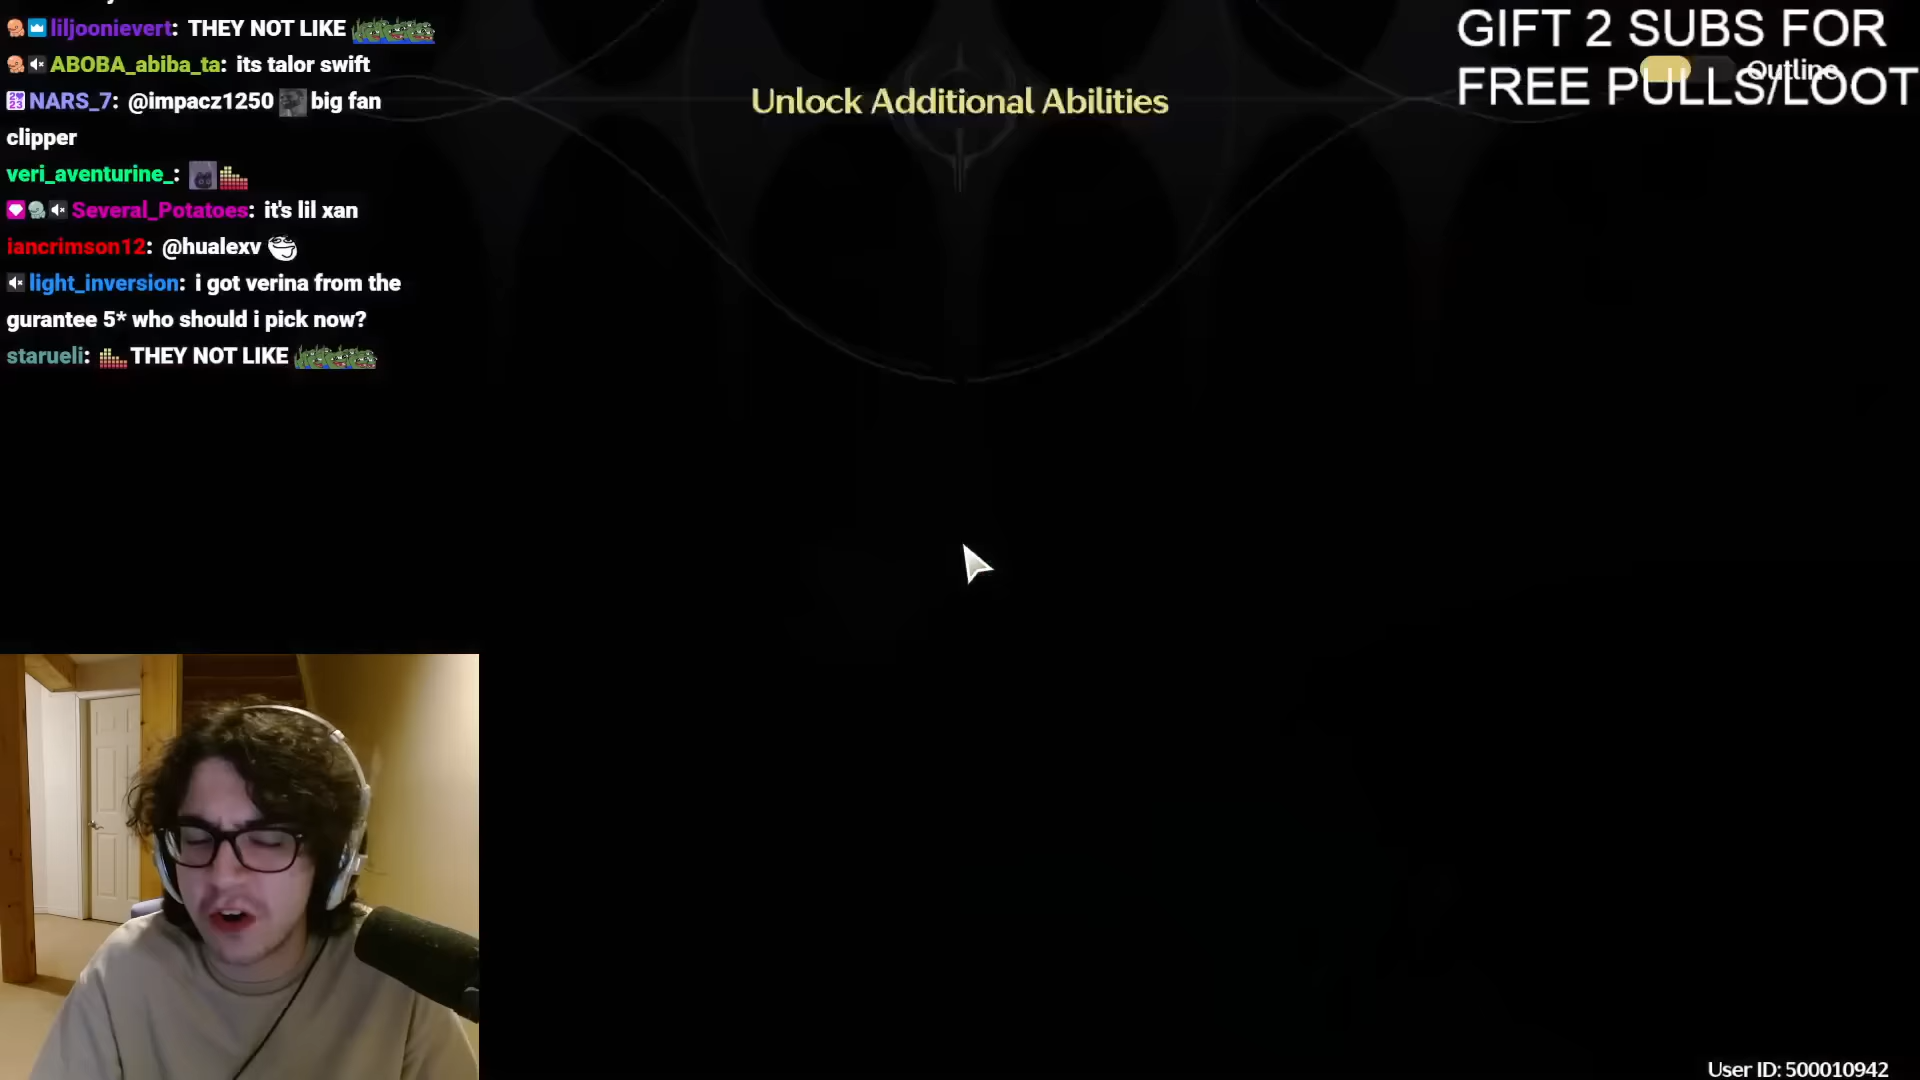 liljoonievert: THEY NOT LIKE
ABOBA_abiba_ta: its talor swift
NARS_7: @impacz1250 big fan
clipper
veri_aventurine_:
Several_Potatoes: it's lil xan
iancrimson12: @hualexv
light_inversion: i got verina from the
gurantee 5* who should i pick now?
starueli: THEY NOT LIKE
Unlock Additional Abilities
GIFT 2 SUBS FOR
FREE PULLS/LOOT
Outline
User ID: 500010942